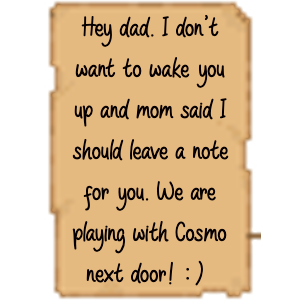 Hey dad. I don't
want to wake you
up and mom said I
should leave a note
for you. We are
playing with Cosmo
next door! :)